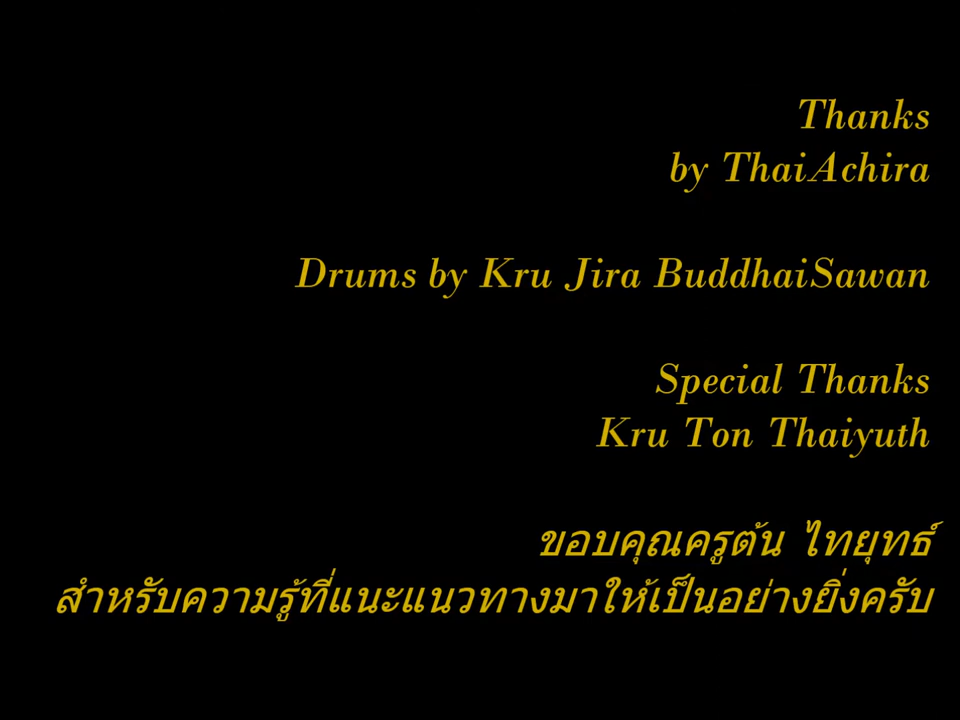 Thanks
by ThaiAchira
Drums by Kru Jira BuddhaiSawan
Special Thanks
Kru Ton Thaiyuth
ขอบคุณครูต้น ไทยุทธ์
สำหรับความรู้ที่แนะแนวทางมาให้เป็นอย่างยิ่งครับ